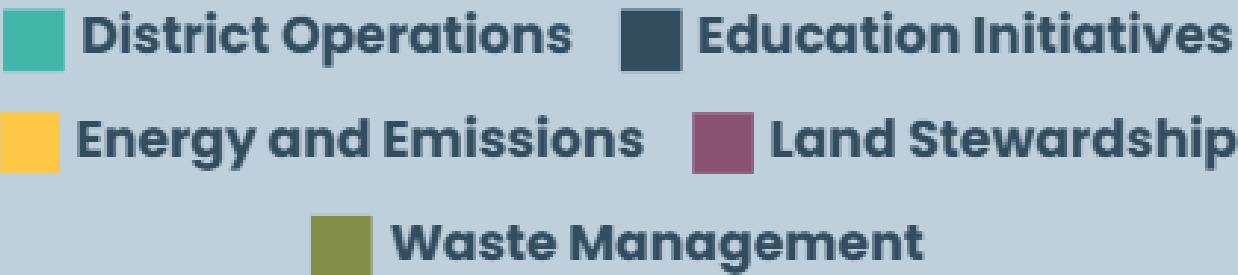 District Operations Education Initiatives
Energy and Emissions Land Stewardship
Waste Management